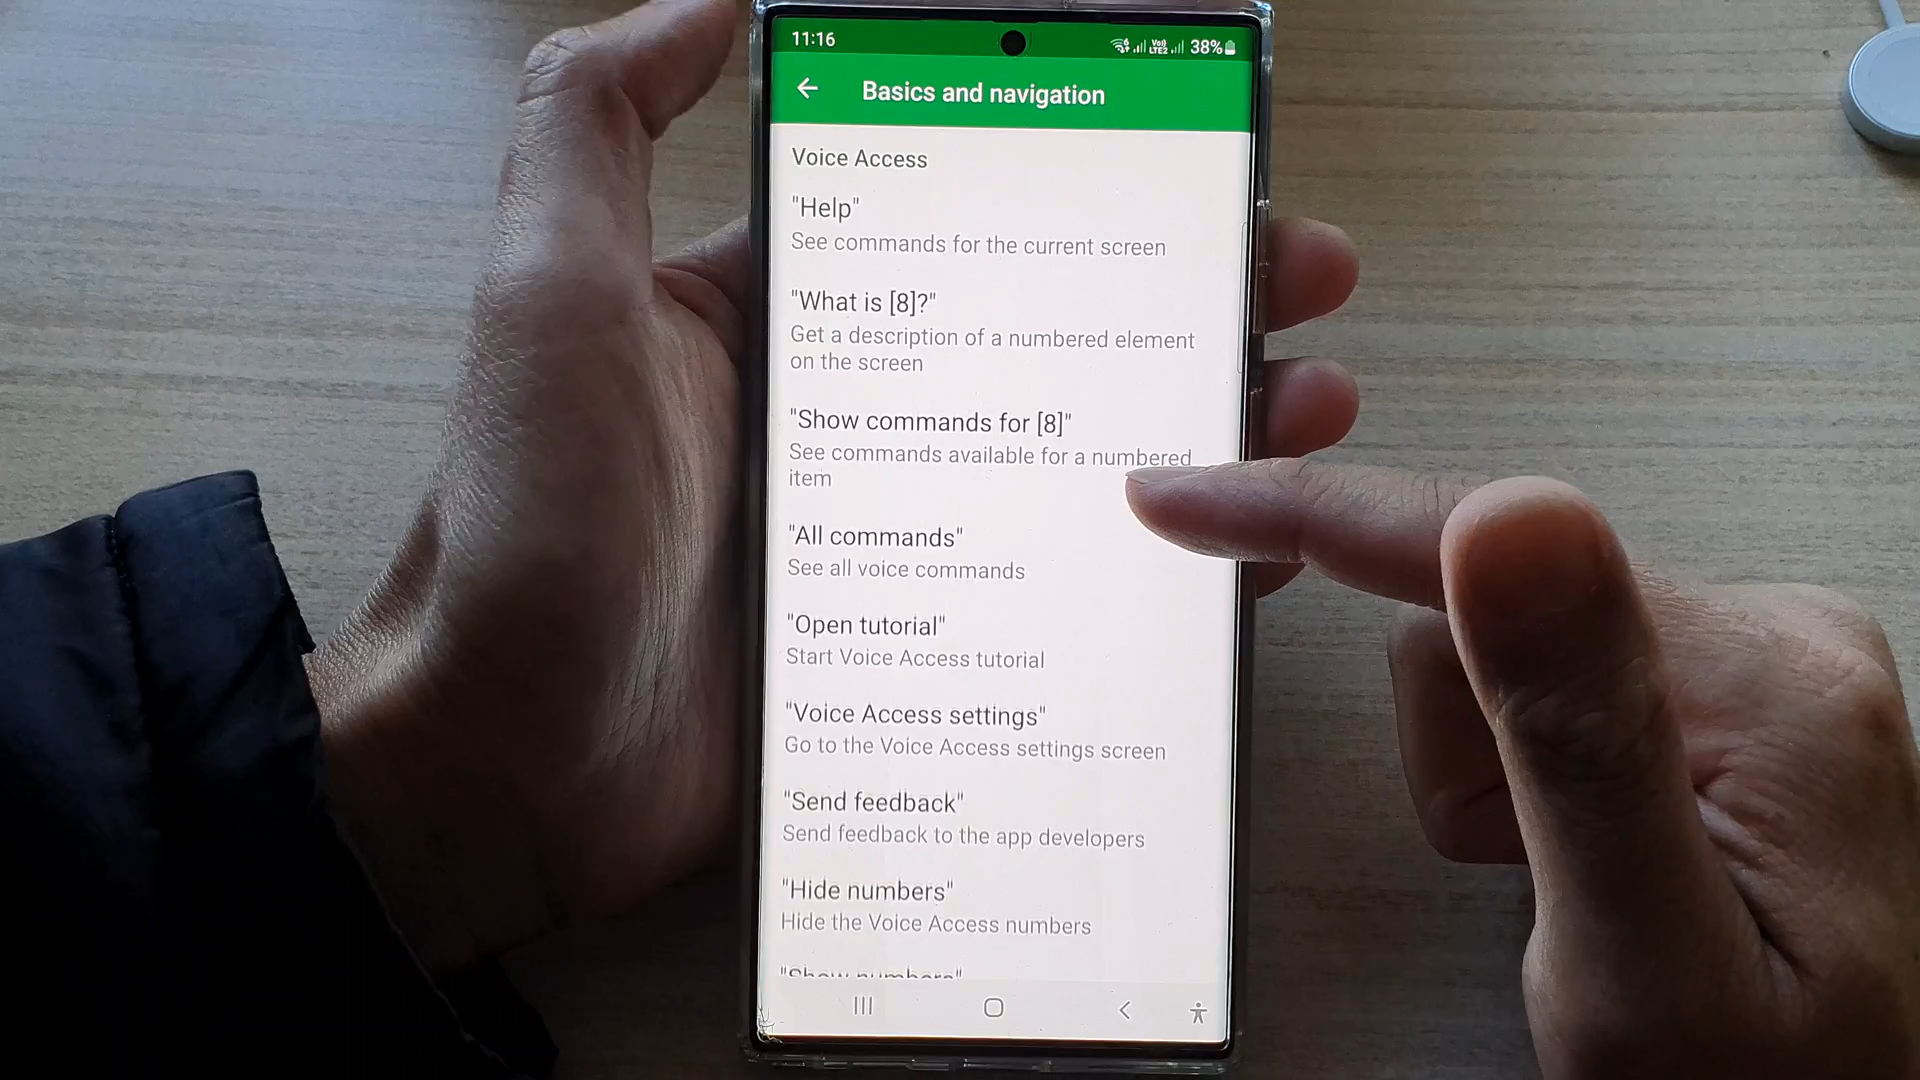 11:16
Vo)) LTE2 38%
Basics and navigation
Voice Access
"Help"
See commands for the current screen
"What is [8]?"
Get a description of a numbered element
on the screen
"Show commands for [8]"
See commands available for a numbered
item
"All commands"
See all voice commands
"Open tutorial"
Start Voice Access tutorial
"Voice Access settings"
Go to the Voice Access settings screen
"Send feedback"
Send feedback to the app developers
"Hide numbers"
Hide the Voice Access numbers
"Show numbers"